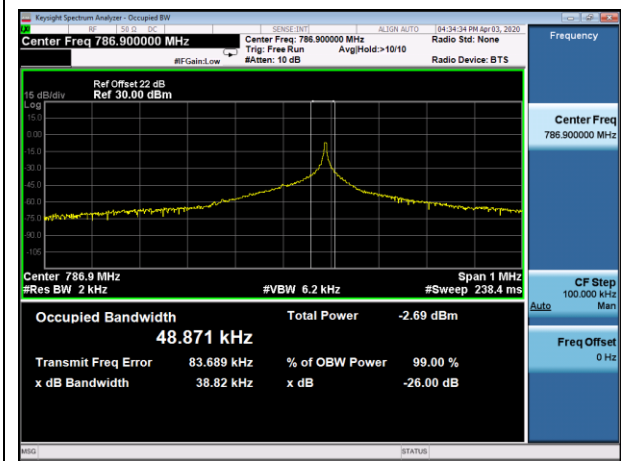 Keysight Spectrum Analyzer - Occupied BW
RF 50 Ω DC SENSE:INT ALIGN AUTO 04:34:34 PM Apr 03, 2020
Center Freq 786.900000 MHz Center Freq: 786.900000 MHz Radio Std: None Frequency
Trig: Free Run Avg|Hold:>10/10
#IFGain:Low #Atten: 10 dB Radio Device: BTS
Ref Offset 22 dB
15 dB/div Ref 30.00 dBm
Log
15.0
0.00
-15.0
-30.0
-45.0
-60.0
-75.0
-90.0
-105
Center Freq
786.900000 MHz
Center 786.9 MHz Span 1 MHz
#Res BW 2 kHz #VBW 6.2 kHz #Sweep 238.4 ms
CF Step
100.000 kHz
Auto Man
Occupied Bandwidth Total Power -2.69 dBm
48.871 kHz
Transmit Freq Error 83.689 kHz % of OBW Power 99.00 %
x dB Bandwidth 38.82 kHz x dB -26.00 dB
Freq Offset
0 Hz
MSG STATUS